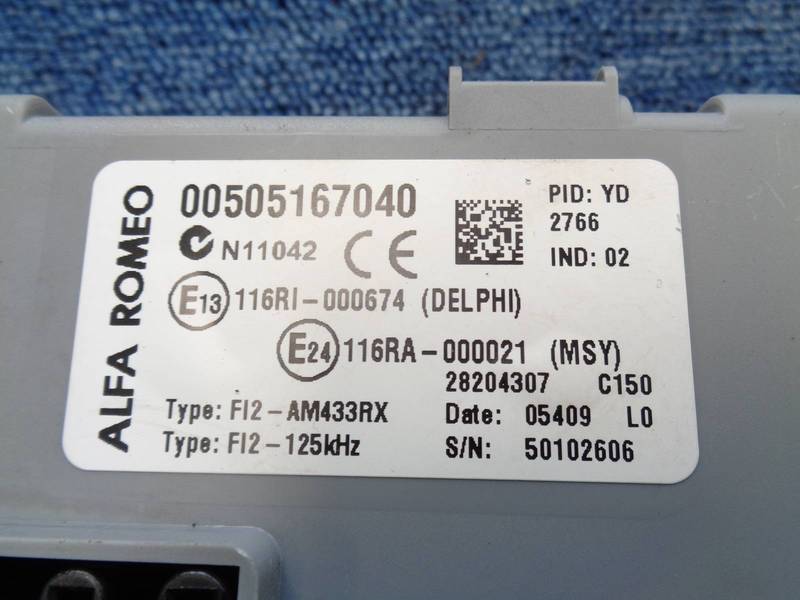 ALFA ROMEO
00505167040
N11042 CE
PID: YD
2766
IND: 02
E13 116RI-000674 (DELPHI)
E24 116RA-000021 (MSY)
28204307 C150
Type: FI2-AM433RX
Date: 05409 L0
Type: FI2-125kHz
S/N: 50102606